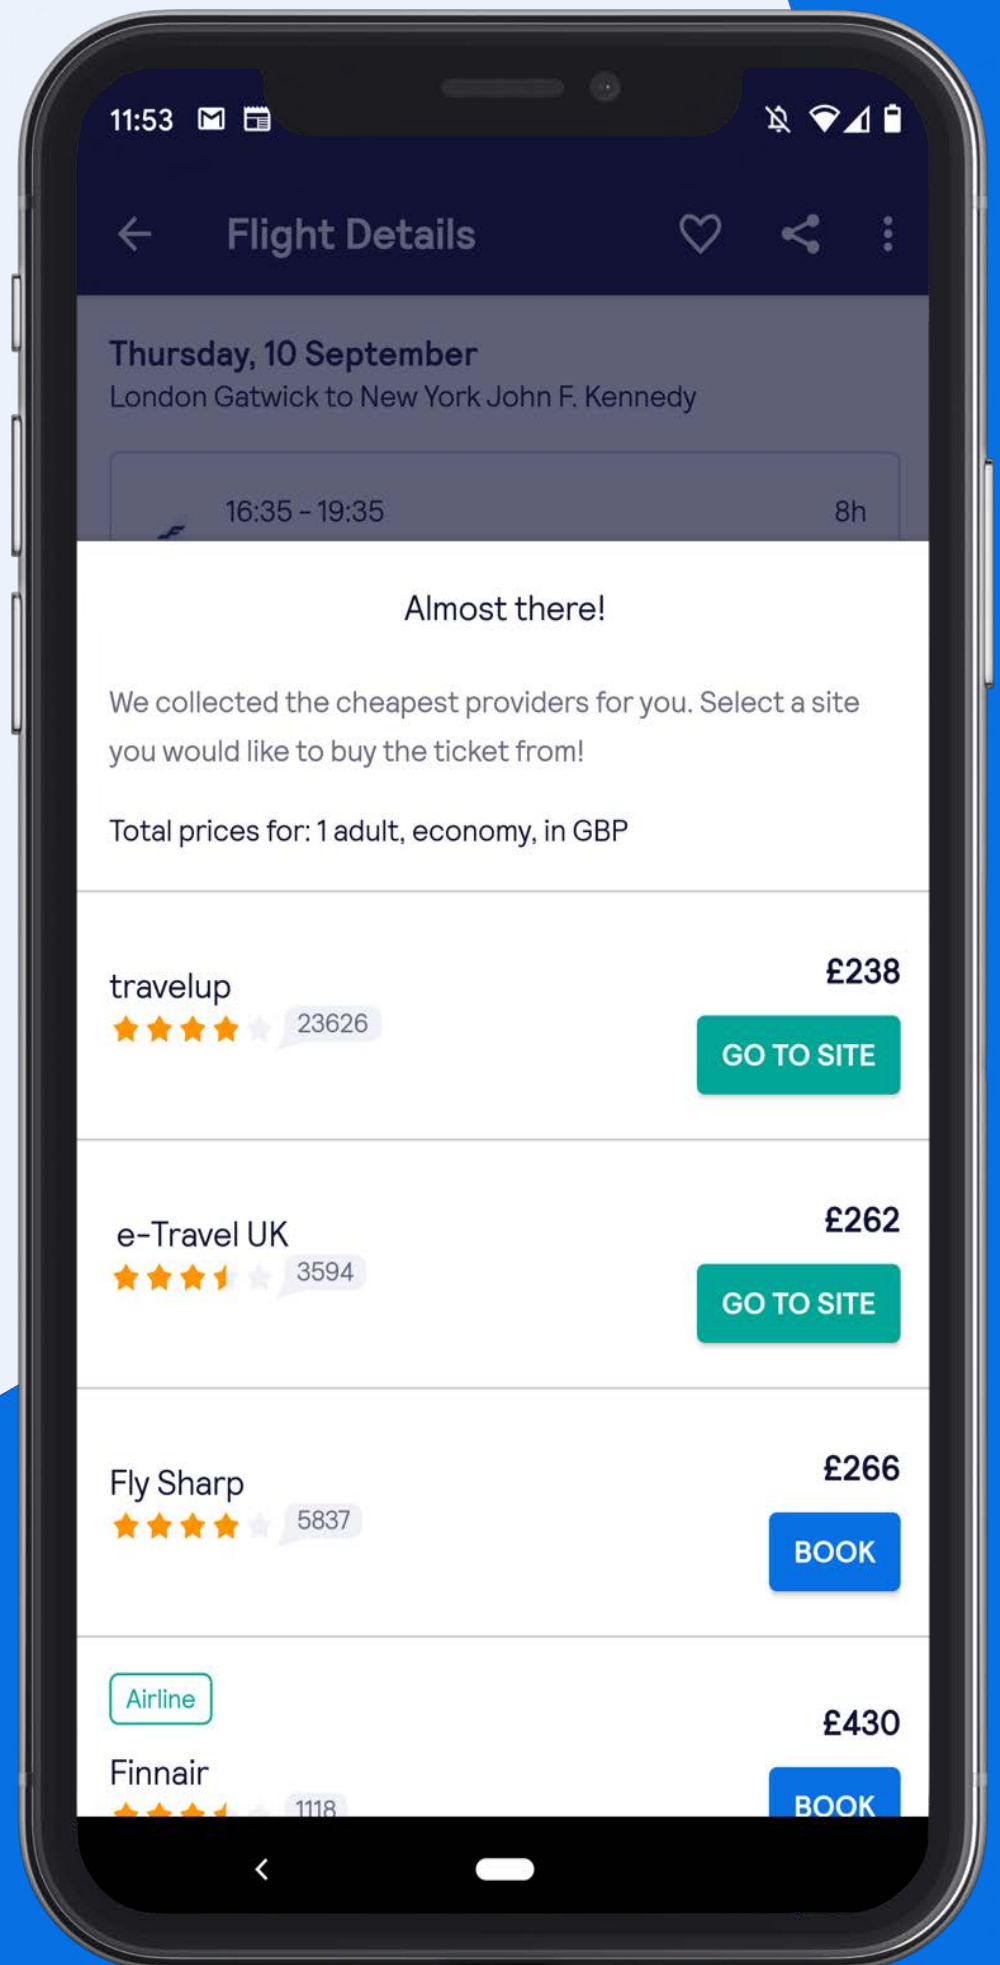 11:53
Flight Details
Thursday, 10 September
London Gatwick to New York John F. Kennedy
16:35 – 19:35
8h
Almost there!
We collected the cheapest providers for you. Select a site
you would like to buy the ticket from!
Total prices for: 1 adult, economy, in GBP
travelup
23626
£238
GO TO SITE
e-Travel UK
3594
£262
GO TO SITE
Fly Sharp
5837
£266
BOOK
Airline
Finnair
1118
£430
BOOK